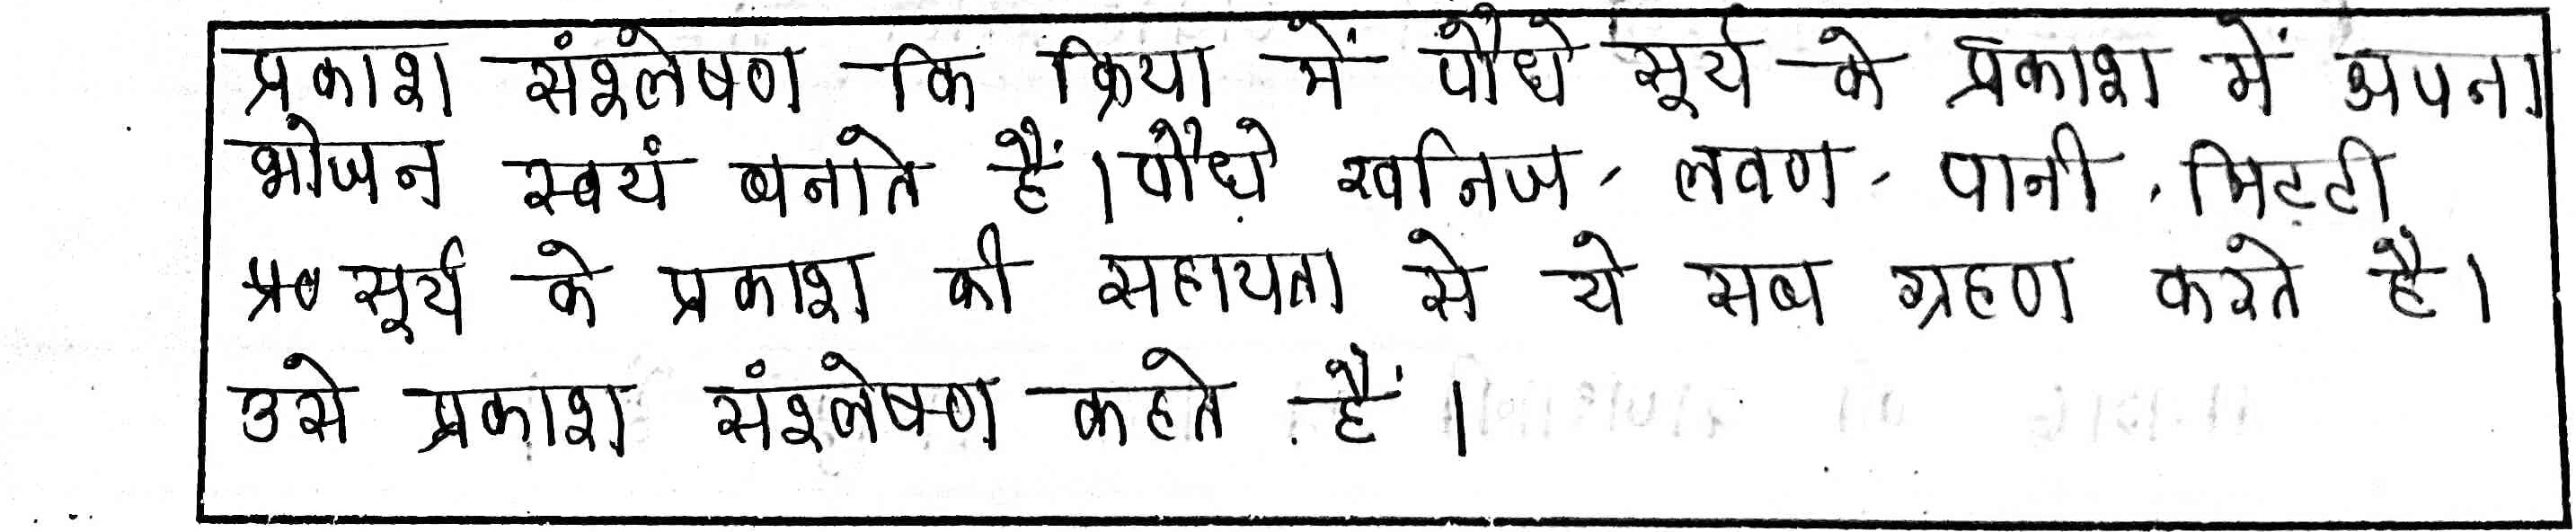 प्रकाश संश्लेषण कि क्रिया में पौधे सूर्य के प्रकाश में अपना
भोजन स्वयं बनाते हैं। पौधे खनिज, लवण, पानी, मिट्टी
सूर्य के प्रकाश की सहायता से ये सब ग्रहण करते है।
उसे प्रकाश संश्लेषण कहते हैं।